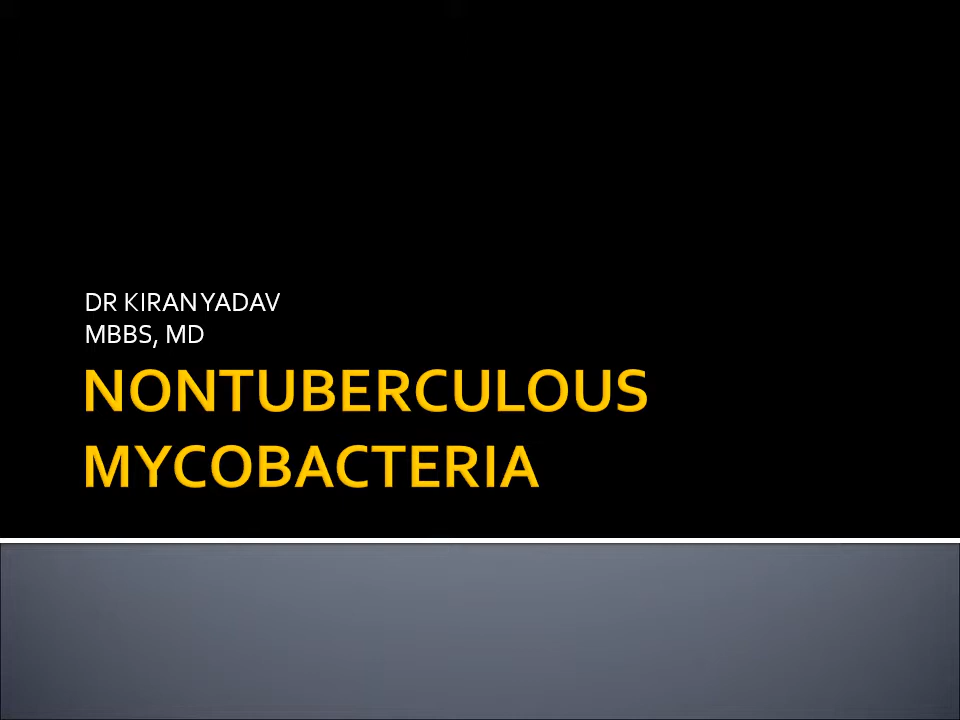 DR KIRAN YADAV
MBBS, MD
NONTUBERCULOUS
MYCOBACTERIA